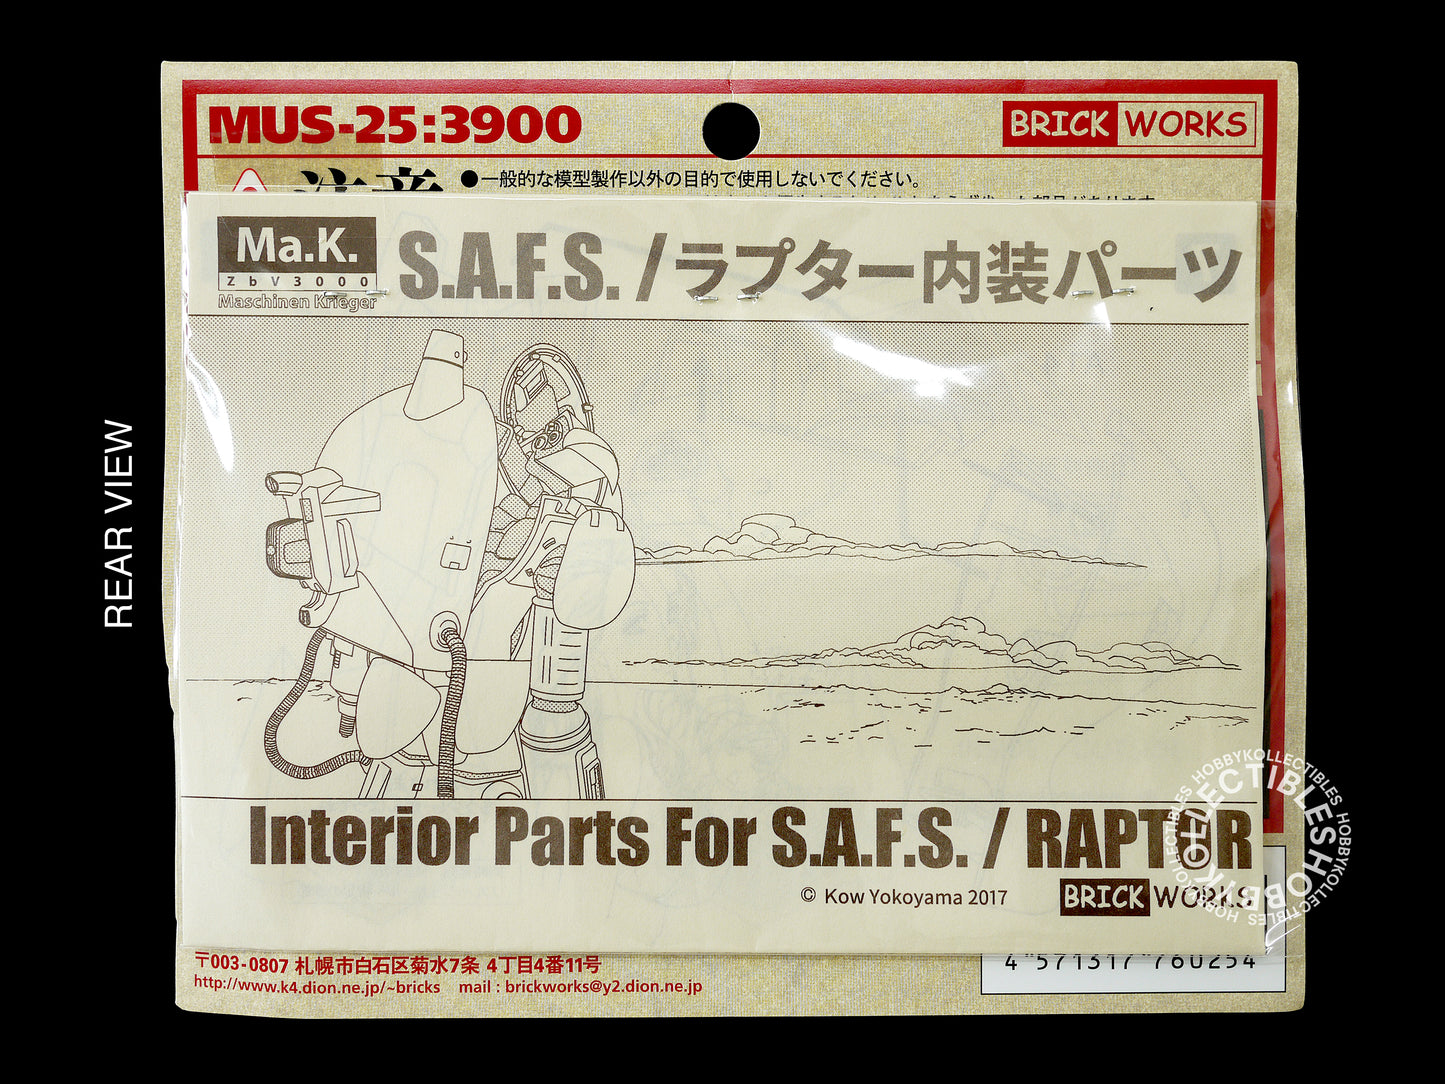 REAR VIEW
MUS-25:3900
BRICK WORKS
●一般的な模型製作以外の目的で使用しないでください。
Ma.K.
ZbV3000
Maschinen Krieger
S.A.F.S. /ラプター内装パーツ
Interior Parts For S.A.F.S. / RAPTOR
© Kow Yokoyama 2017
BRICK WORKS
HOBBYKOLLECTIBLES
〒003-0807 札幌市白石区菊水7条 4丁目4番11号
http://www.k4.dion.ne.jp/~bricks mail : brickworks@y2.dion.ne.jp
4 571317 760254